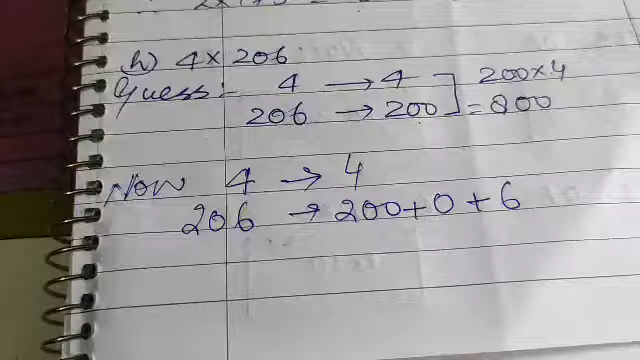 h) 4 × 206
Guess:- 4 → 4 ] 200 × 4
206 → 200 ] = 800
Now 4 → 4
206 → 200 + 0 + 6